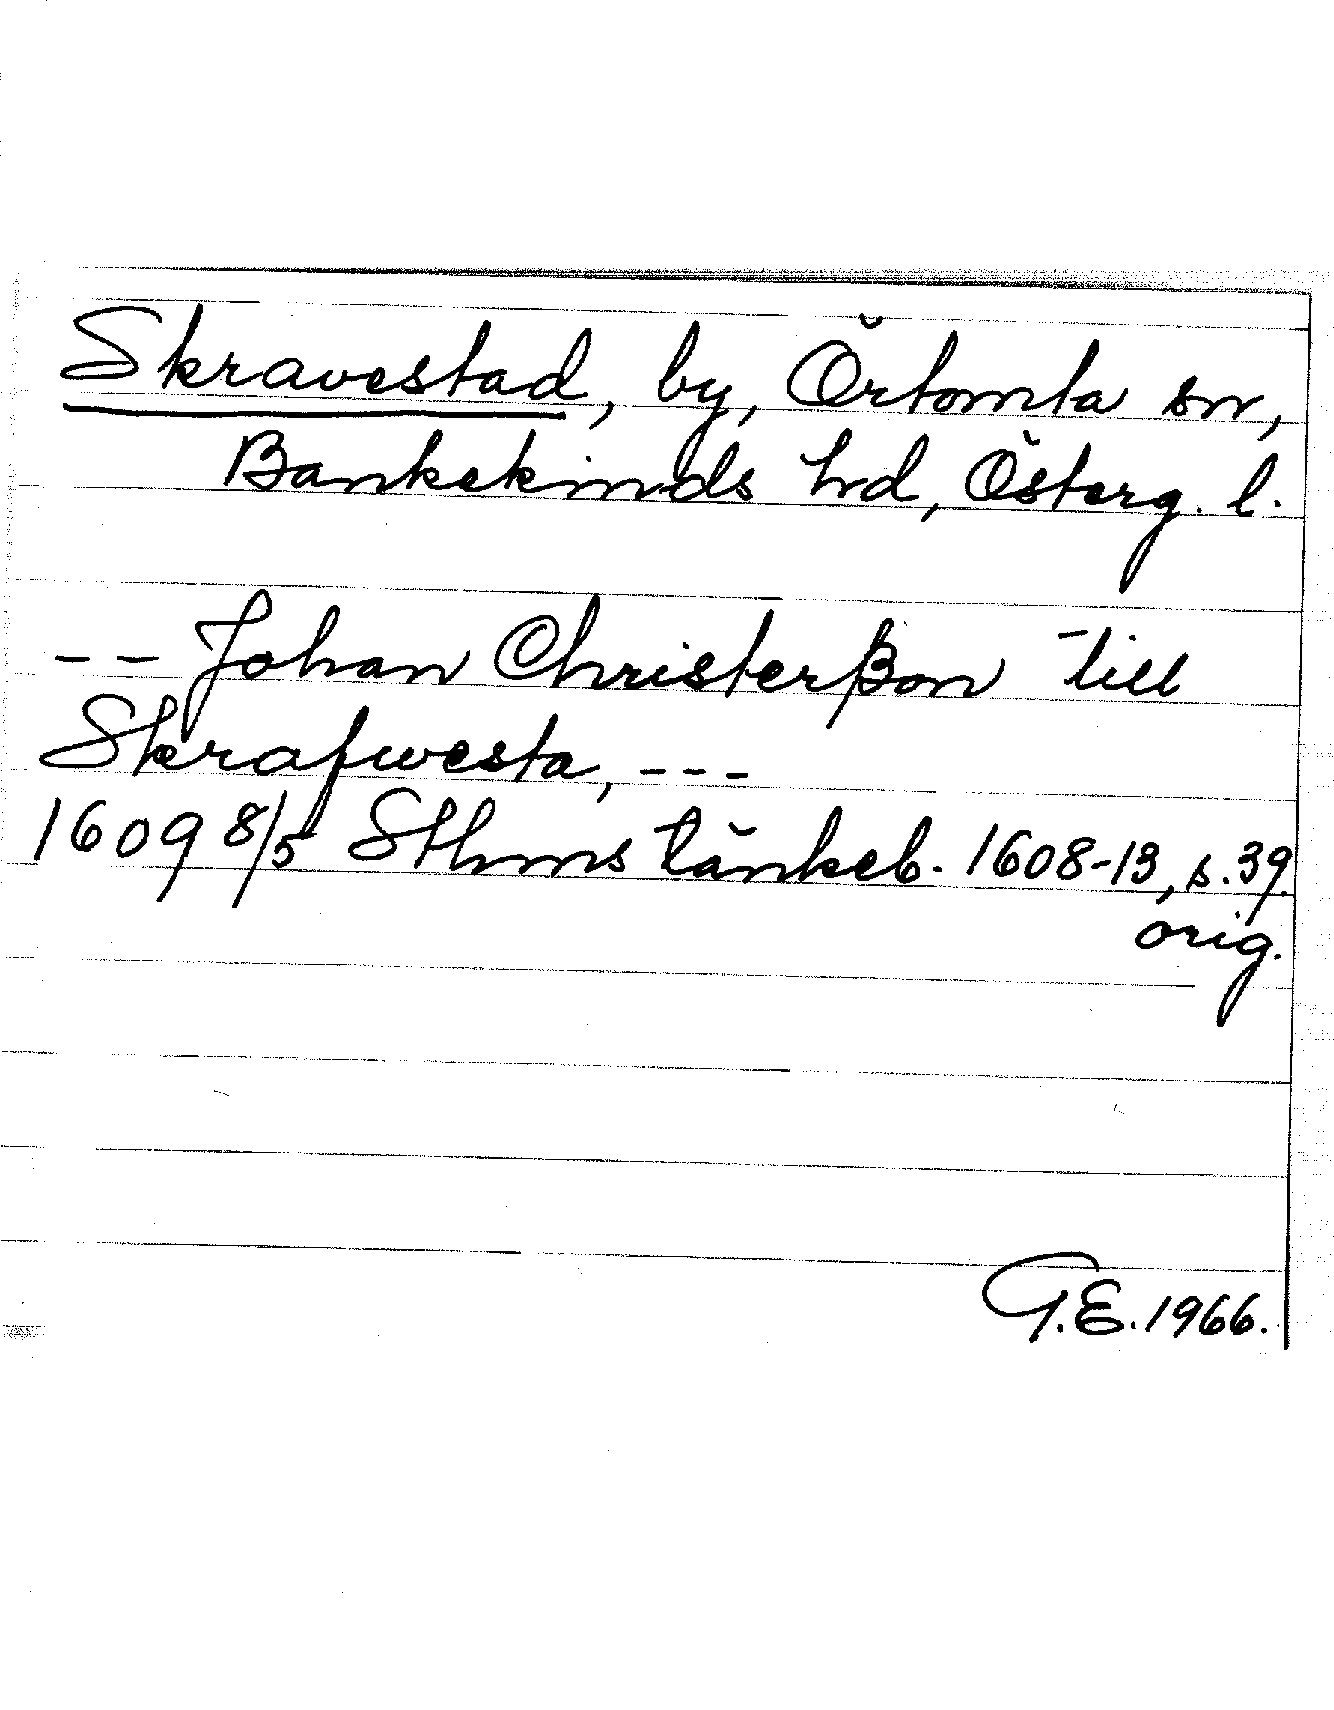 Skravestad, by, Örtomta sn,
Bankekinds hrd, Österg. l.
-- Johan Christerßon till
Skrafwesta, ---
1609 8/5 Sthms tänkeb. 1608-13, s. 39.
orig.
G.E. 1966.